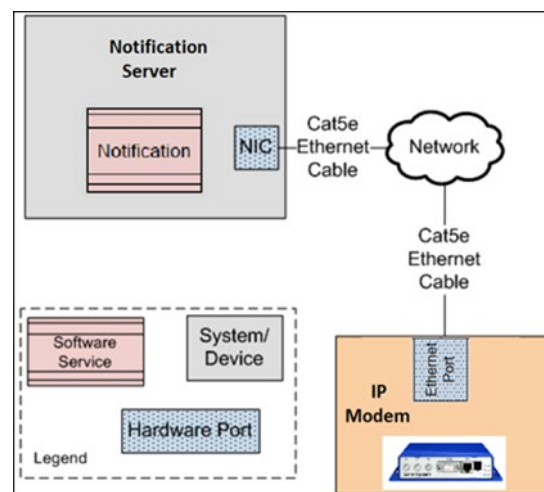 Notification
Server
Notification
NIC
Cat5e
Ethernet
Cable
Network
Cat5e
Ethernet
Cable
Ethernet
Port
IP
Modem
Software
Service
System/
Device
Hardware Port
Legend